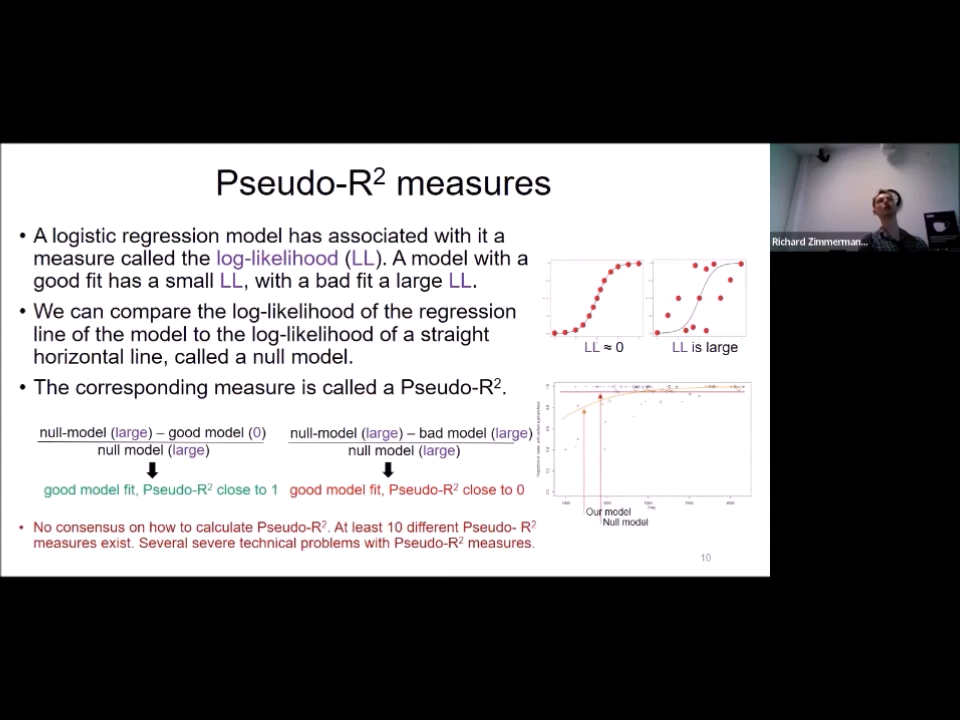 Pseudo-R² measures
• A logistic regression model has associated with it a
measure called the log-likelihood (LL). A model with a
good fit has a small LL, with a bad fit a large LL.
• We can compare the log-likelihood of the regression
line of the model to the log-likelihood of a straight
horizontal line, called a null model.
• The corresponding measure is called a Pseudo-R².
null-model (large) – good model (0)
null model (large)
good model fit, Pseudo-R² close to 1
null-model (large) – bad model (large)
null model (large)
good model fit, Pseudo-R² close to 0
• No consensus on how to calculate Pseudo-R². At least 10 different Pseudo- R²
measures exist. Several severe technical problems with Pseudo-R² measures.
LL ≈ 0
LL is large
Our model
Null model
10
Richard Zimmerman...